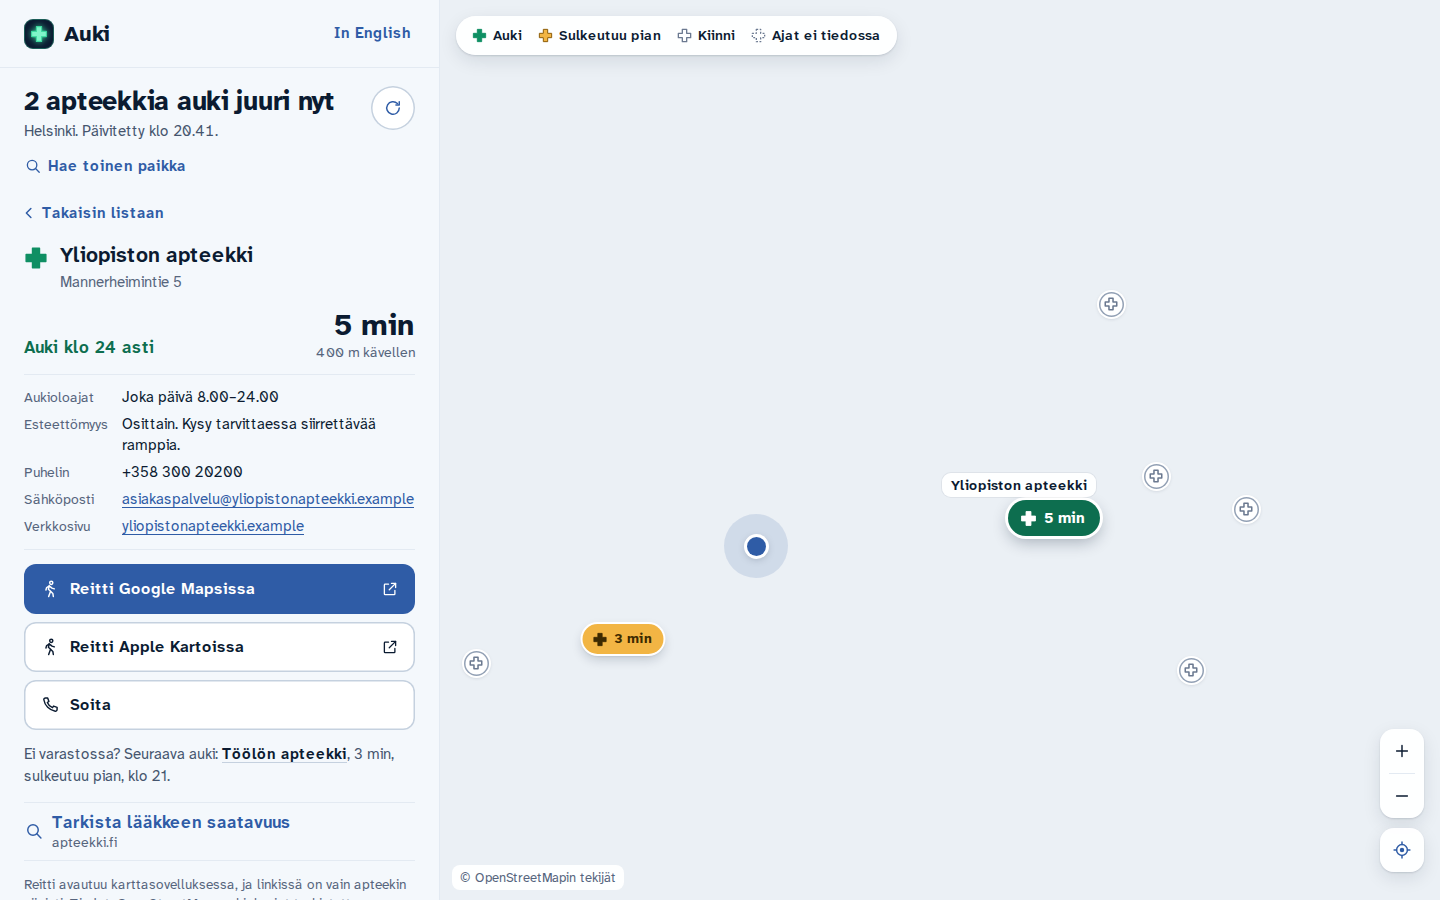 Auki
In English
2 apteekkia auki juuri nyt
Helsinki. Päivitetty klo 20.41.
Hae toinen paikka
Takaisin listaan
Yliopiston apteekki
Mannerheimintie 5
5 min
Auki klo 24 asti
400 m kävellen
Aukioloajat Joka päivä 8.00–24.00
Esteettömyys Osittain. Kysy tarvittaessa siirrettävää
ramppia.
Puhelin +358 300 20200
Sähköposti asiakaspalvelu@yliopistonapteekki.example
Verkkosivu yliopistonapteekki.example
Reitti Google Mapsissa
Reitti Apple Kartoissa
Soita
Ei varastossa? Seuraava auki: Töölön apteekki, 3 min,
sulkeutuu pian, klo 21.
Tarkista lääkkeen saatavuus
apteekki.fi
Reitti avautuu karttasovelluksessa, ja linkissä on vain apteekin
Auki Sulkeutuu pian Kiinni Ajat ei tiedossa
Yliopiston apteekki
5 min
3 min
© OpenStreetMapin tekijät